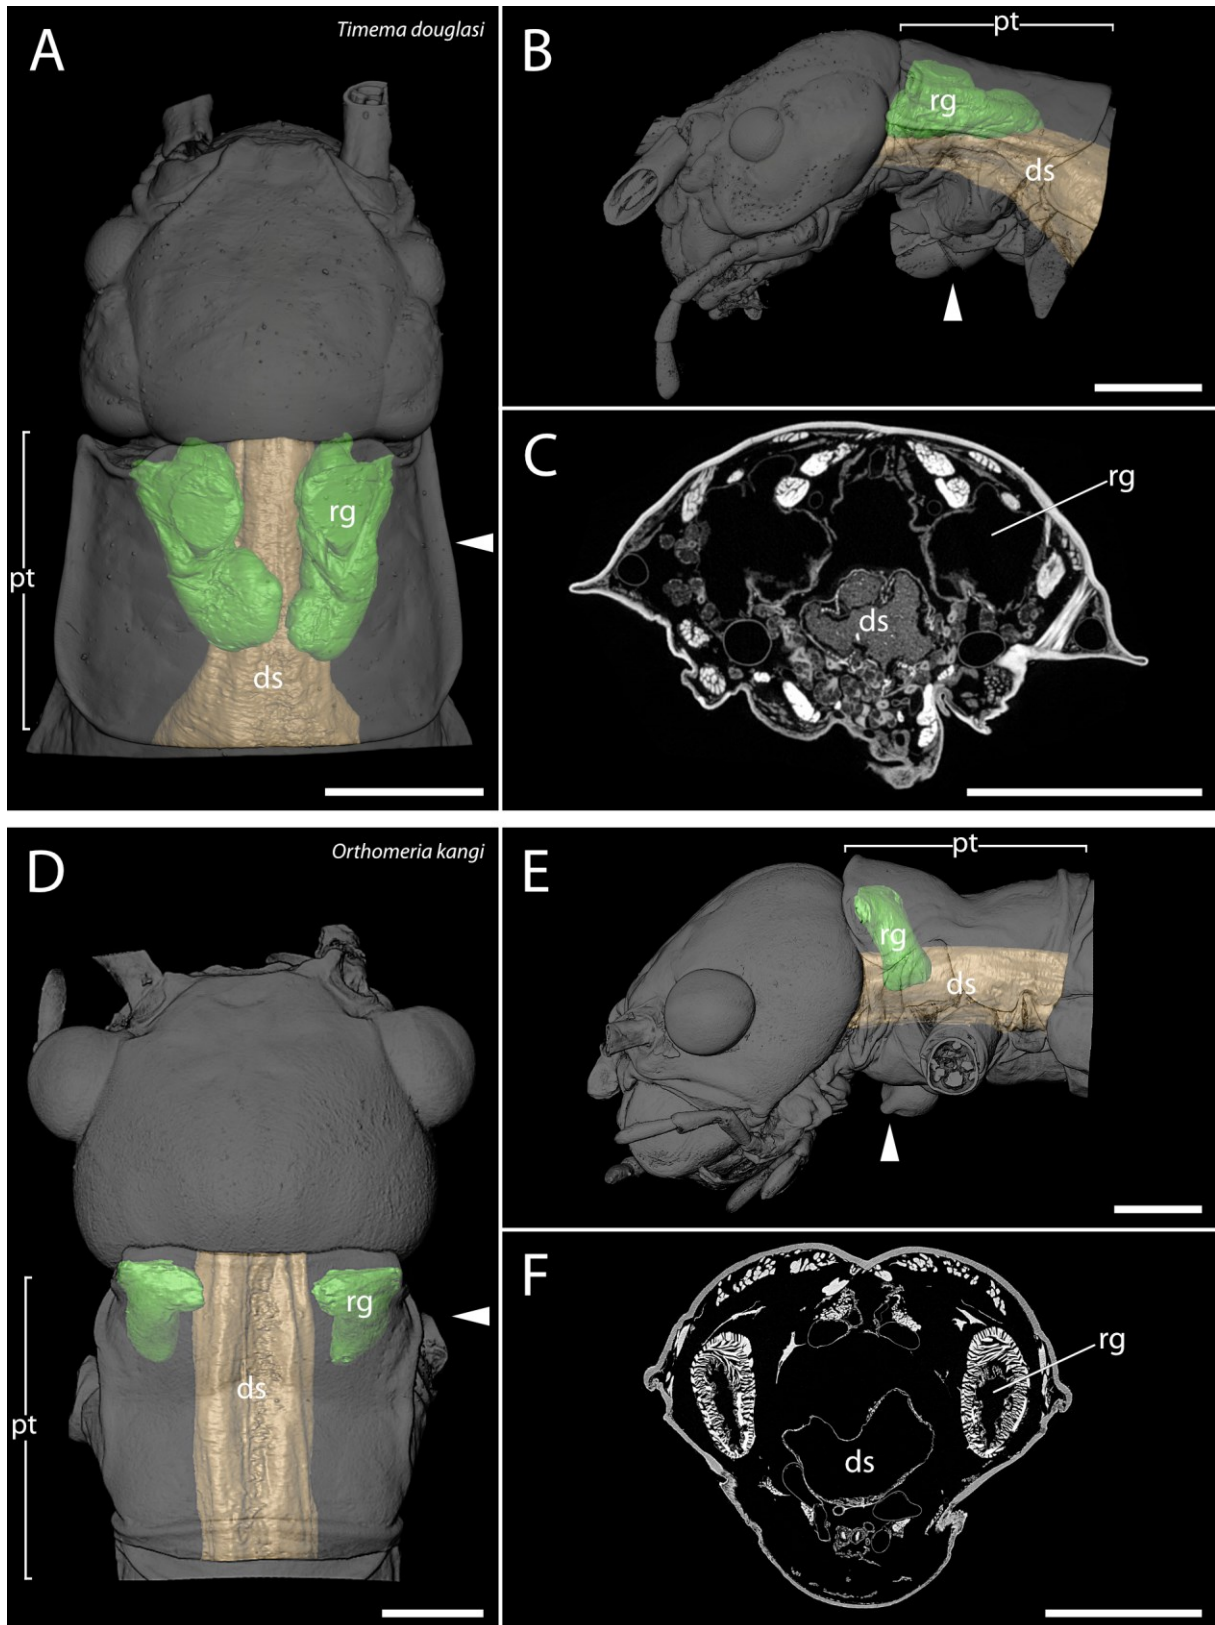 A
Timema douglasi
rg
pt
ds
B
pt
rg
ds
C
rg
ds
D
Orthomeria kangi
rg
ds
pt
E
pt
rg
ds
F
rg
ds